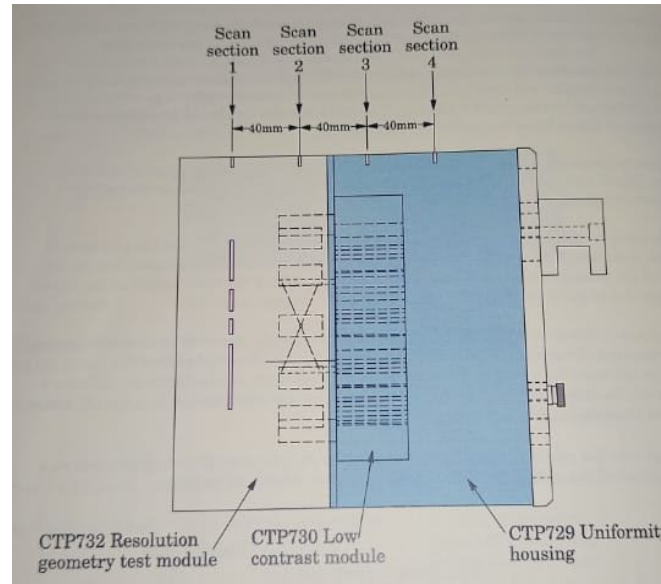 Scan Scan Scan Scan
section section section section
1 2 3 4
40mm 40mm 40mm
CTP732 Resolution
geometry test module
CTP730 Low
contrast module
CTP729 Uniformit
housing